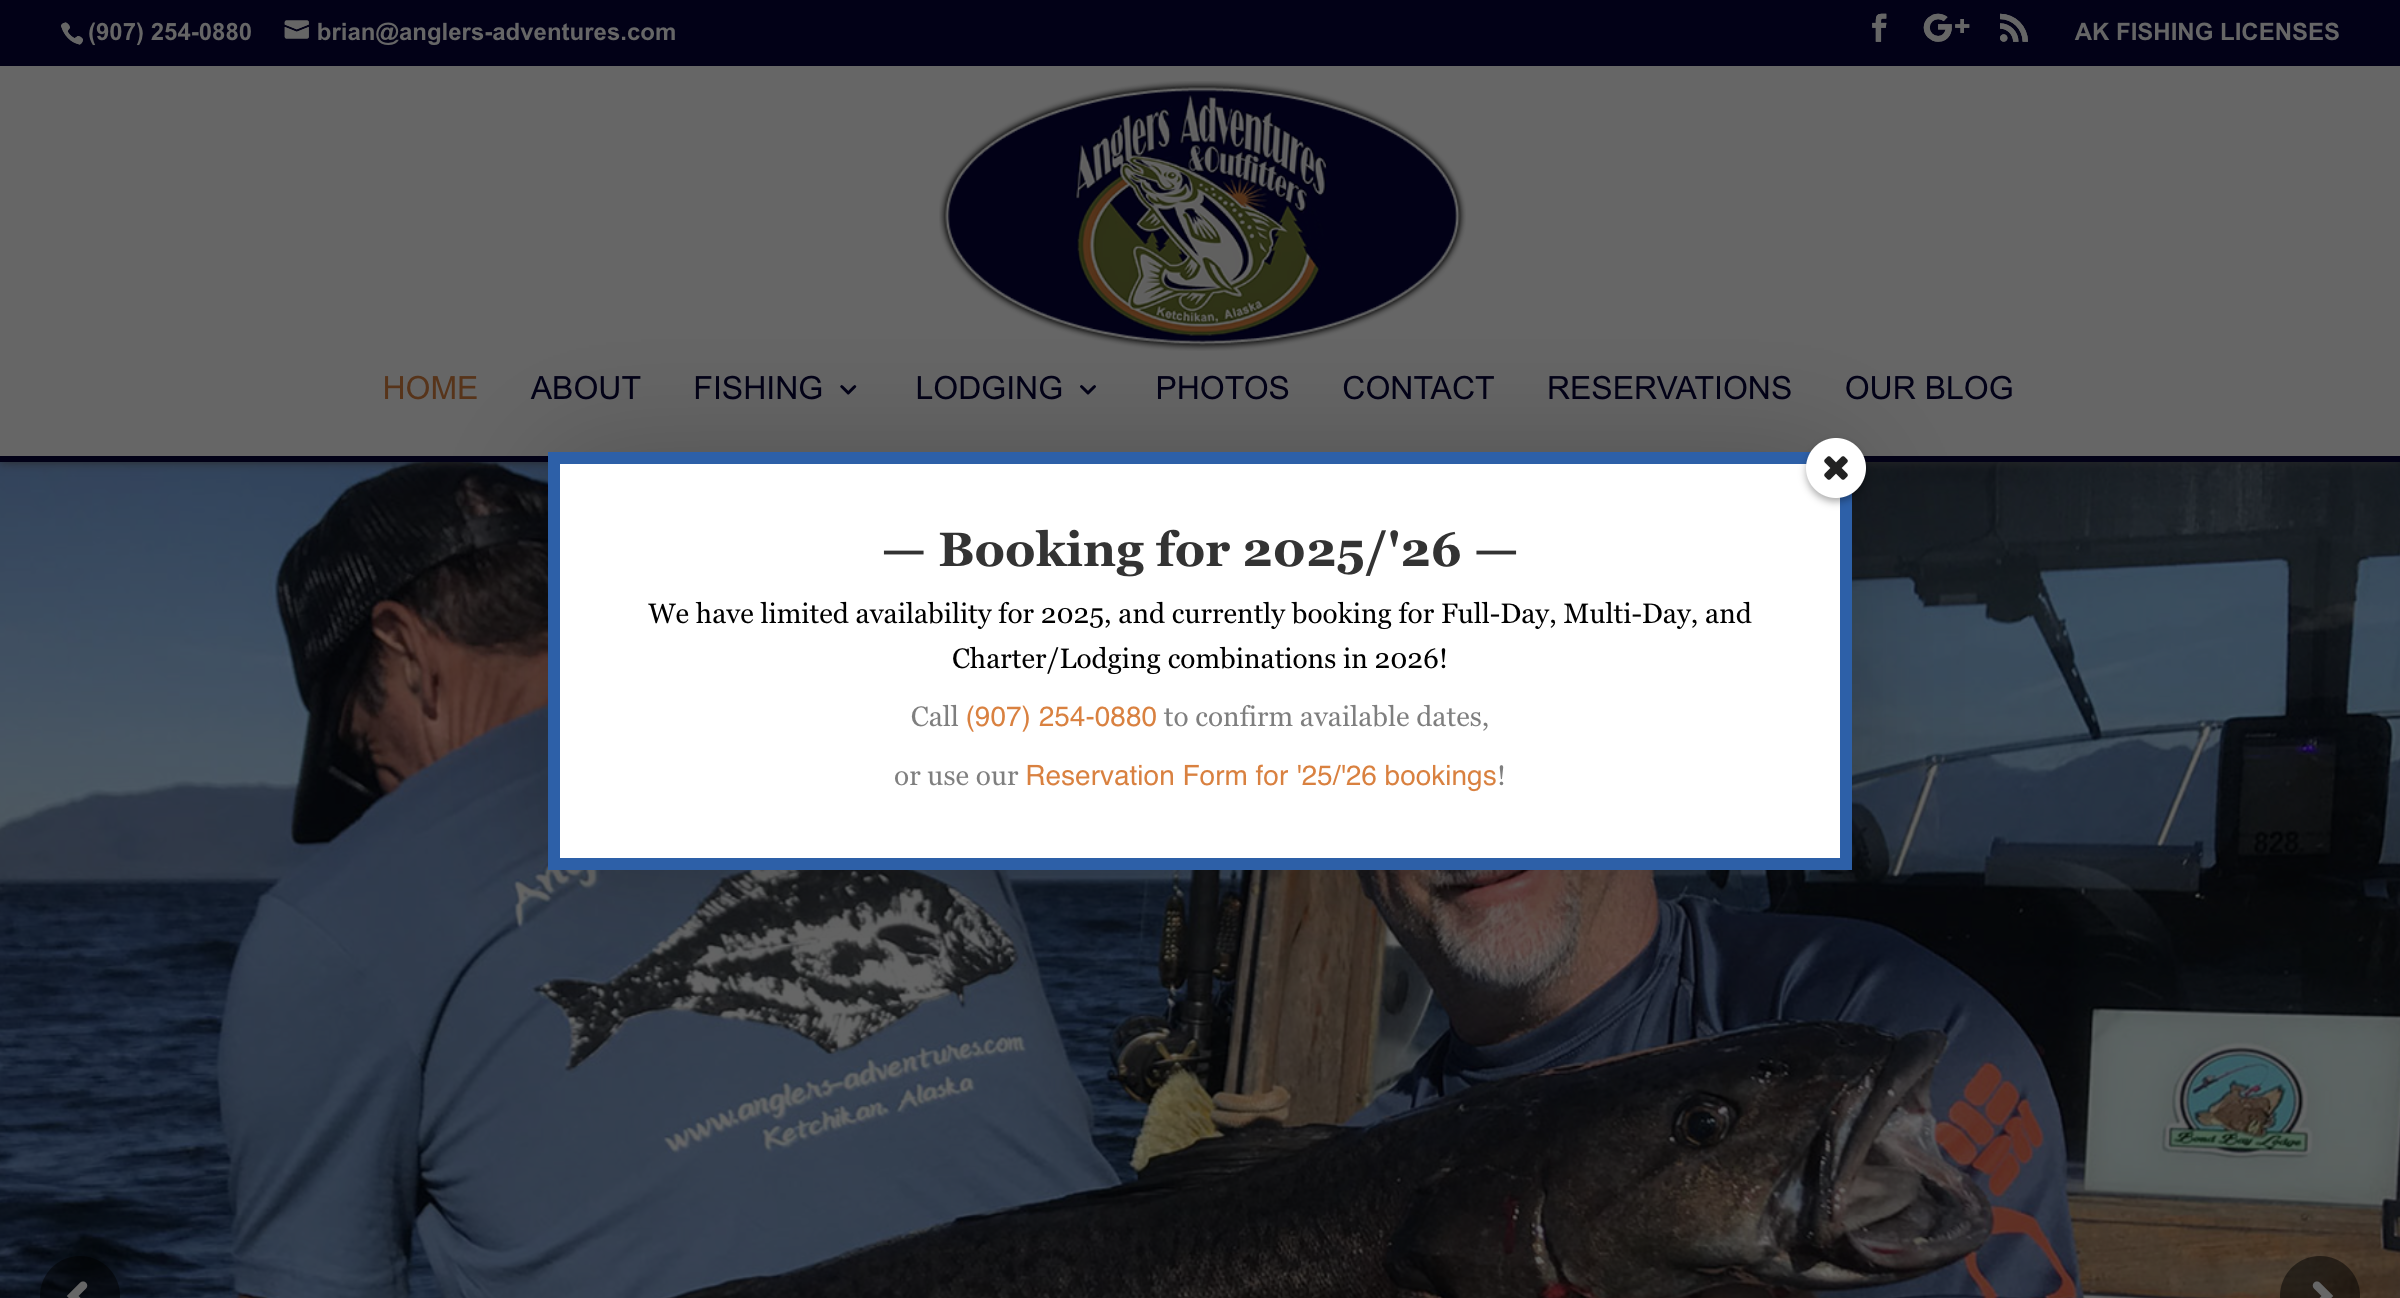 (907) 254-0880
brian@anglers-adventures.com
AK FISHING LICENSES
Anglers Adventures
&Outfitters
Ketchikan, Alaska
HOME
ABOUT
FISHING
LODGING
PHOTOS
CONTACT
RESERVATIONS
OUR BLOG
— Booking for 2025/'26 —
We have limited availability for 2025, and currently booking for Full-Day, Multi-Day, and
Charter/Lodging combinations in 2026!
Call (907) 254-0880 to confirm available dates,
or use our Reservation Form for '25/'26 bookings!
828
www.anglers-adventures.com
Ketchikan, Alaska